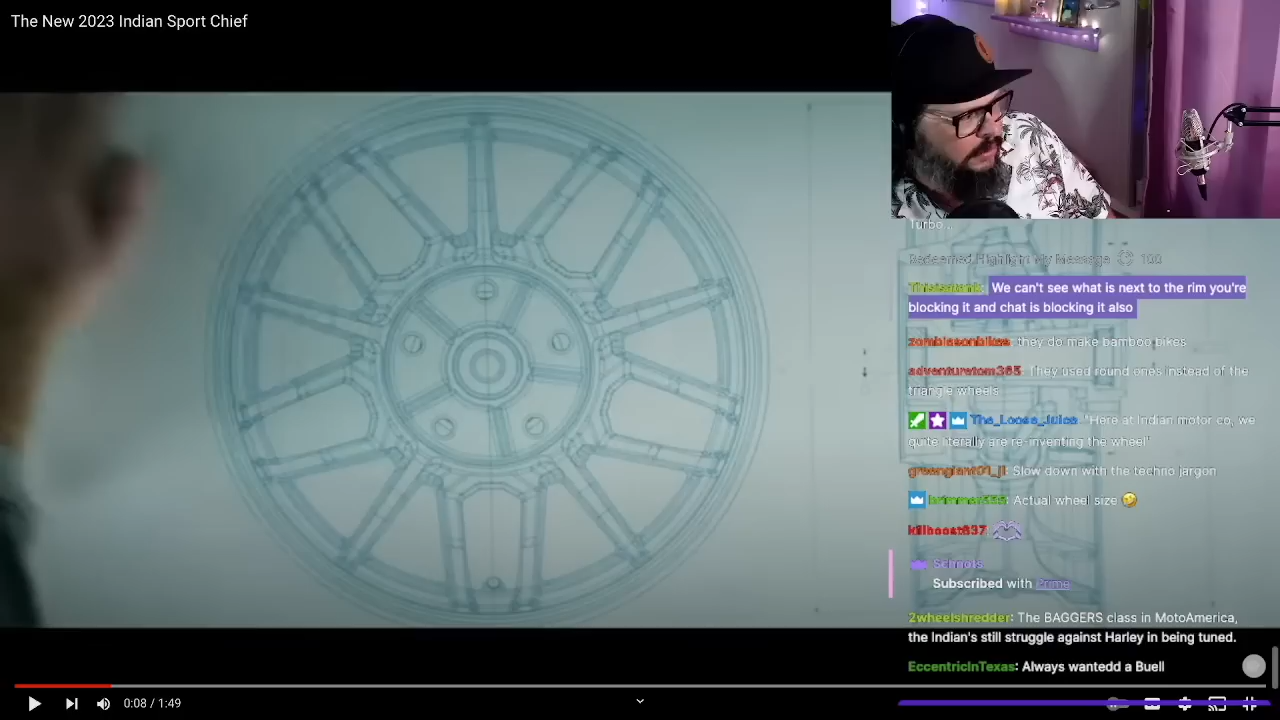 The New 2023 Indian Sport Chief
Turbo...
Redeemed Highlight My Message 100
We can't see what is next to the rim you're
blocking it and chat is blocking it also
zombiesonbikes: they do make bamboo bikes
adventuretom365: They used round ones instead of the
triangle wheels
The_Loose_Juice: "Here at Indian motor co, we
quite literally are re-inventing the wheel"
greengiant01_jl: Slow down with the techno jargon
Actual wheel size 🤣
killboost837
Schnots
Subscribed with Prime
2wheelshredder: The BAGGERS class in MotoAmerica,
the Indian's still struggle against Harley in being tuned.
EccentricInTexas: Always wantedd a Buell
0:08 / 1:49